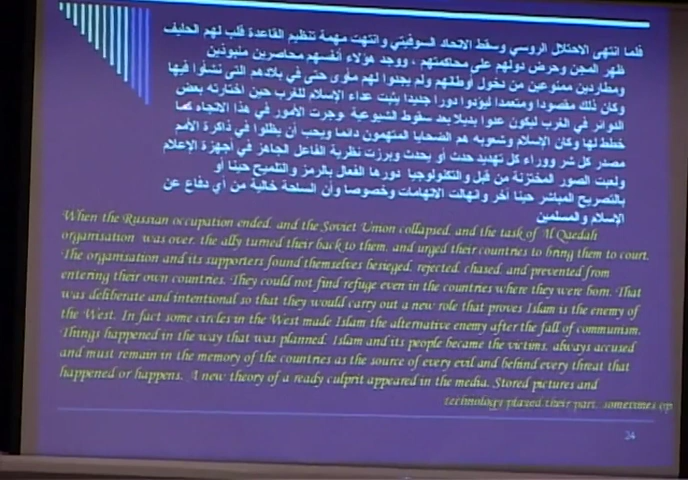 فلما انتهى الاحتلال الروسي وسقط الاتحاد السوفيتي وانتهت مهمة تنظيم القاعدة قلب لهم الحليف
ظهر المجن وحرض دولهم على محاكمتهم ، ووجد هؤلاء أنفسهم محاصرين منبوذين
ومطاردين ممنوعين من دخول أوطانهم ولم يجدوا لهم مأوى حتى في بلادهم التى نشأوا فيها
وكان ذلك مقصودا ومتعمدا ليؤدوا دورا جديدا يثبت عداء الإسلام للغرب حين اختارته بعض
الدوائر في الغرب ليكون عدوا بديلا بعد سقوط الشيوعية وجرت الأمور في هذا الاتجاه كما
خطط لها وكان الإسلام وشعوبه هم الضحايا المتهمون دائما ويجب أن يظلوا في ذاكرة الأمم
مصدر كل شر ووراء كل تهديد حدث أو يحدث وبرزت نظرية الفاعل الجاهز في أجهزة الإعلام
ولعبت الصور المختزنة من قبل والتكنولوجيا دورها الفعال بالرمز والتلميح حينا أو
بالتصريح المباشر حينا آخر وانهالت الاتهامات وخصوصا وأن الساحة خالية من أي دفاع عن
الإسلام والمسلمين
When the Russian occupation ended, and the Soviet Union collapsed, and the task of Al Qaedah
organisation was over, the ally turned their back to them, and urged their countries to bring them to court.
The organisation and its supporters found themselves besieged, rejected, chased, and prevented from
entering their own countries. They could not find refuge even in the countries where they were born. That
was deliberate and intentional so that they would carry out a new role that proves Islam is the enemy of
the West. In fact some circles in the West made Islam the alternative enemy after the fall of communism.
Things happened in the way that was planned. Islam and its people became the victims, always accused
and must remain in the memory of the countries as the source of every evil and behind every threat that
happened or happens. A new theory of a ready culprit appeared in the media. Stored pictures and
technology played their part, sometimes op
24